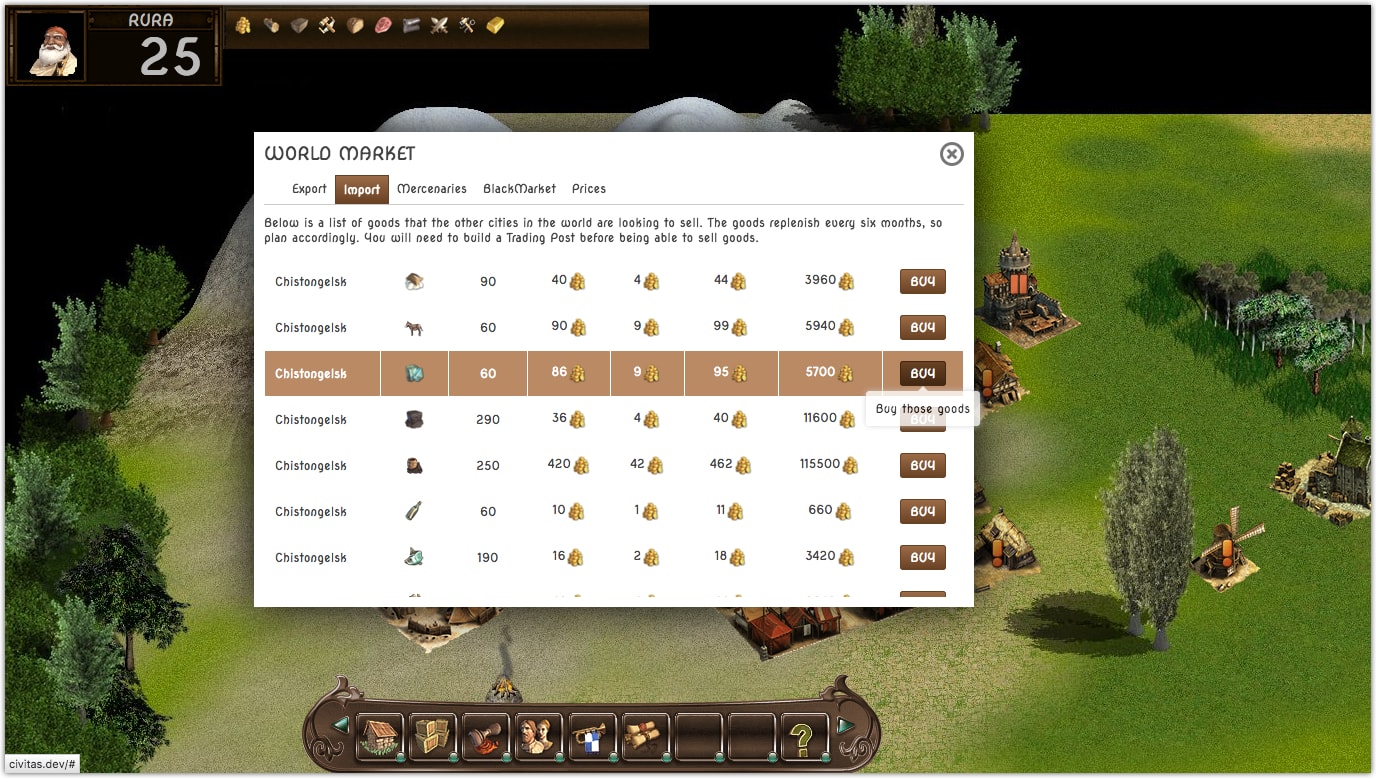 RURA
25
WORLD MARKET
Export Import Mercenaries BlackMarket Prices
Below is a list of goods that the other cities in the world are looking to sell. The goods replenish every six months, so
plan accordingly. You will need to build a Trading Post before being able to sell goods.
Chistongelsk 90 40 4 44 3960 BUY
Chistongelsk 60 90 9 99 5940 BUY
Chistongelsk 60 86 9 95 5700 BUY
Buy those goods
Chistongelsk 290 36 4 40 11600 BUY
Chistongelsk 250 420 42 462 115500 BUY
Chistongelsk 60 10 1 11 660 BUY
Chistongelsk 190 16 2 18 3420 BUY
?
civitas.dev/#